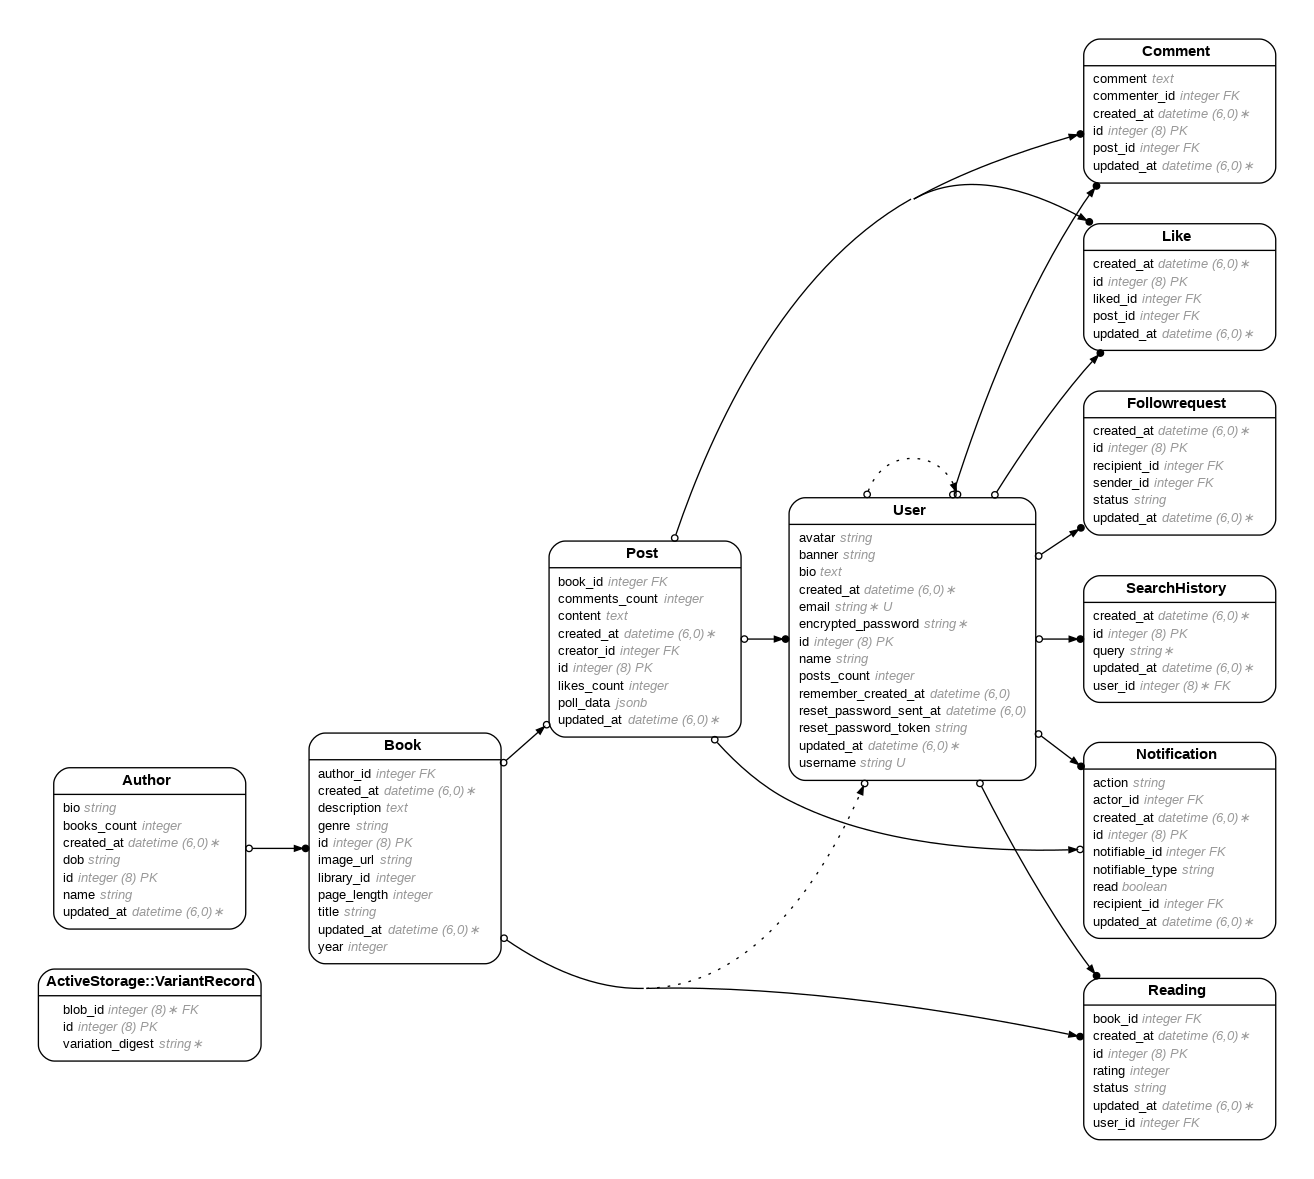 Comment
comment text
commenter_id integer FK
created_at datetime (6,0)∗
id integer (8) PK
post_id integer FK
updated_at datetime (6,0)∗
Like
created_at datetime (6,0)∗
id integer (8) PK
liked_id integer FK
post_id integer FK
updated_at datetime (6,0)∗
Followrequest
created_at datetime (6,0)∗
id integer (8) PK
recipient_id integer FK
sender_id integer FK
status string
updated_at datetime (6,0)∗
User
avatar string
banner string
bio text
created_at datetime (6,0)∗
email string∗ U
encrypted_password string∗
id integer (8) PK
name string
posts_count integer
remember_created_at datetime (6,0)
reset_password_sent_at datetime (6,0)
reset_password_token string
updated_at datetime (6,0)∗
username string U
Post
book_id integer FK
comments_count integer
content text
created_at datetime (6,0)∗
creator_id integer FK
id integer (8) PK
likes_count integer
poll_data jsonb
updated_at datetime (6,0)∗
SearchHistory
created_at datetime (6,0)∗
id integer (8) PK
query string∗
updated_at datetime (6,0)∗
user_id integer (8)∗ FK
Book
author_id integer FK
created_at datetime (6,0)∗
description text
genre string
id integer (8) PK
image_url string
library_id integer
page_length integer
title string
updated_at datetime (6,0)∗
year integer
Notification
action string
actor_id integer FK
created_at datetime (6,0)∗
id integer (8) PK
notifiable_id integer FK
notifiable_type string
read boolean
recipient_id integer FK
updated_at datetime (6,0)∗
Author
bio string
books_count integer
created_at datetime (6,0)∗
dob string
id integer (8) PK
name string
updated_at datetime (6,0)∗
ActiveStorage::VariantRecord
blob_id integer (8)∗ FK
id integer (8) PK
variation_digest string∗
Reading
book_id integer FK
created_at datetime (6,0)∗
id integer (8) PK
rating integer
status string
updated_at datetime (6,0)∗
user_id integer FK